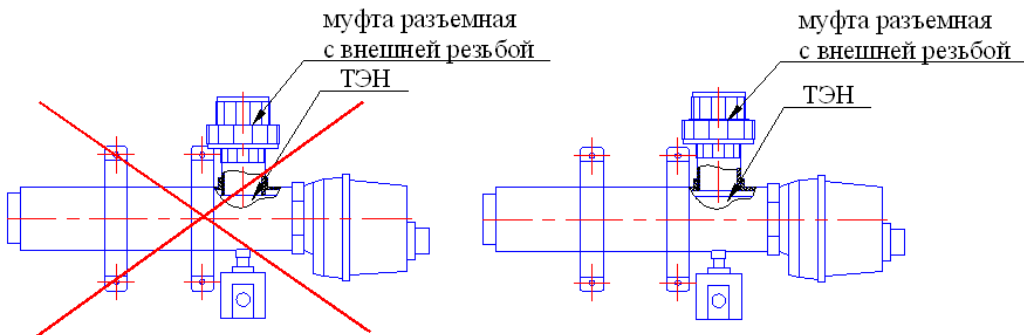 муфта разъемная
с внешней резьбой
ТЭН
муфта разъемная
с внешней резьбой
ТЭН